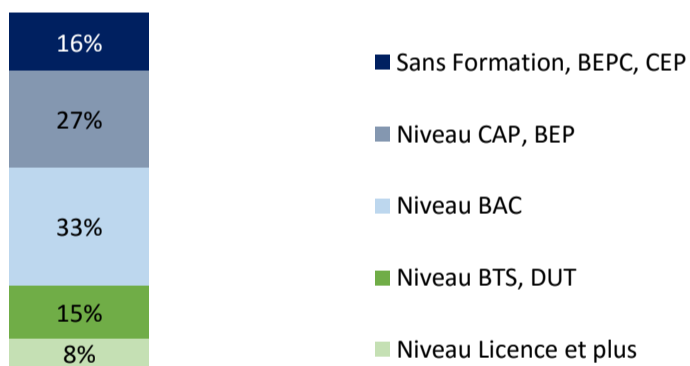 16%
27%
33%
15%
8%
Sans Formation, BEPC, CEP
Niveau CAP, BEP
Niveau BAC
Niveau BTS, DUT
Niveau Licence et plus